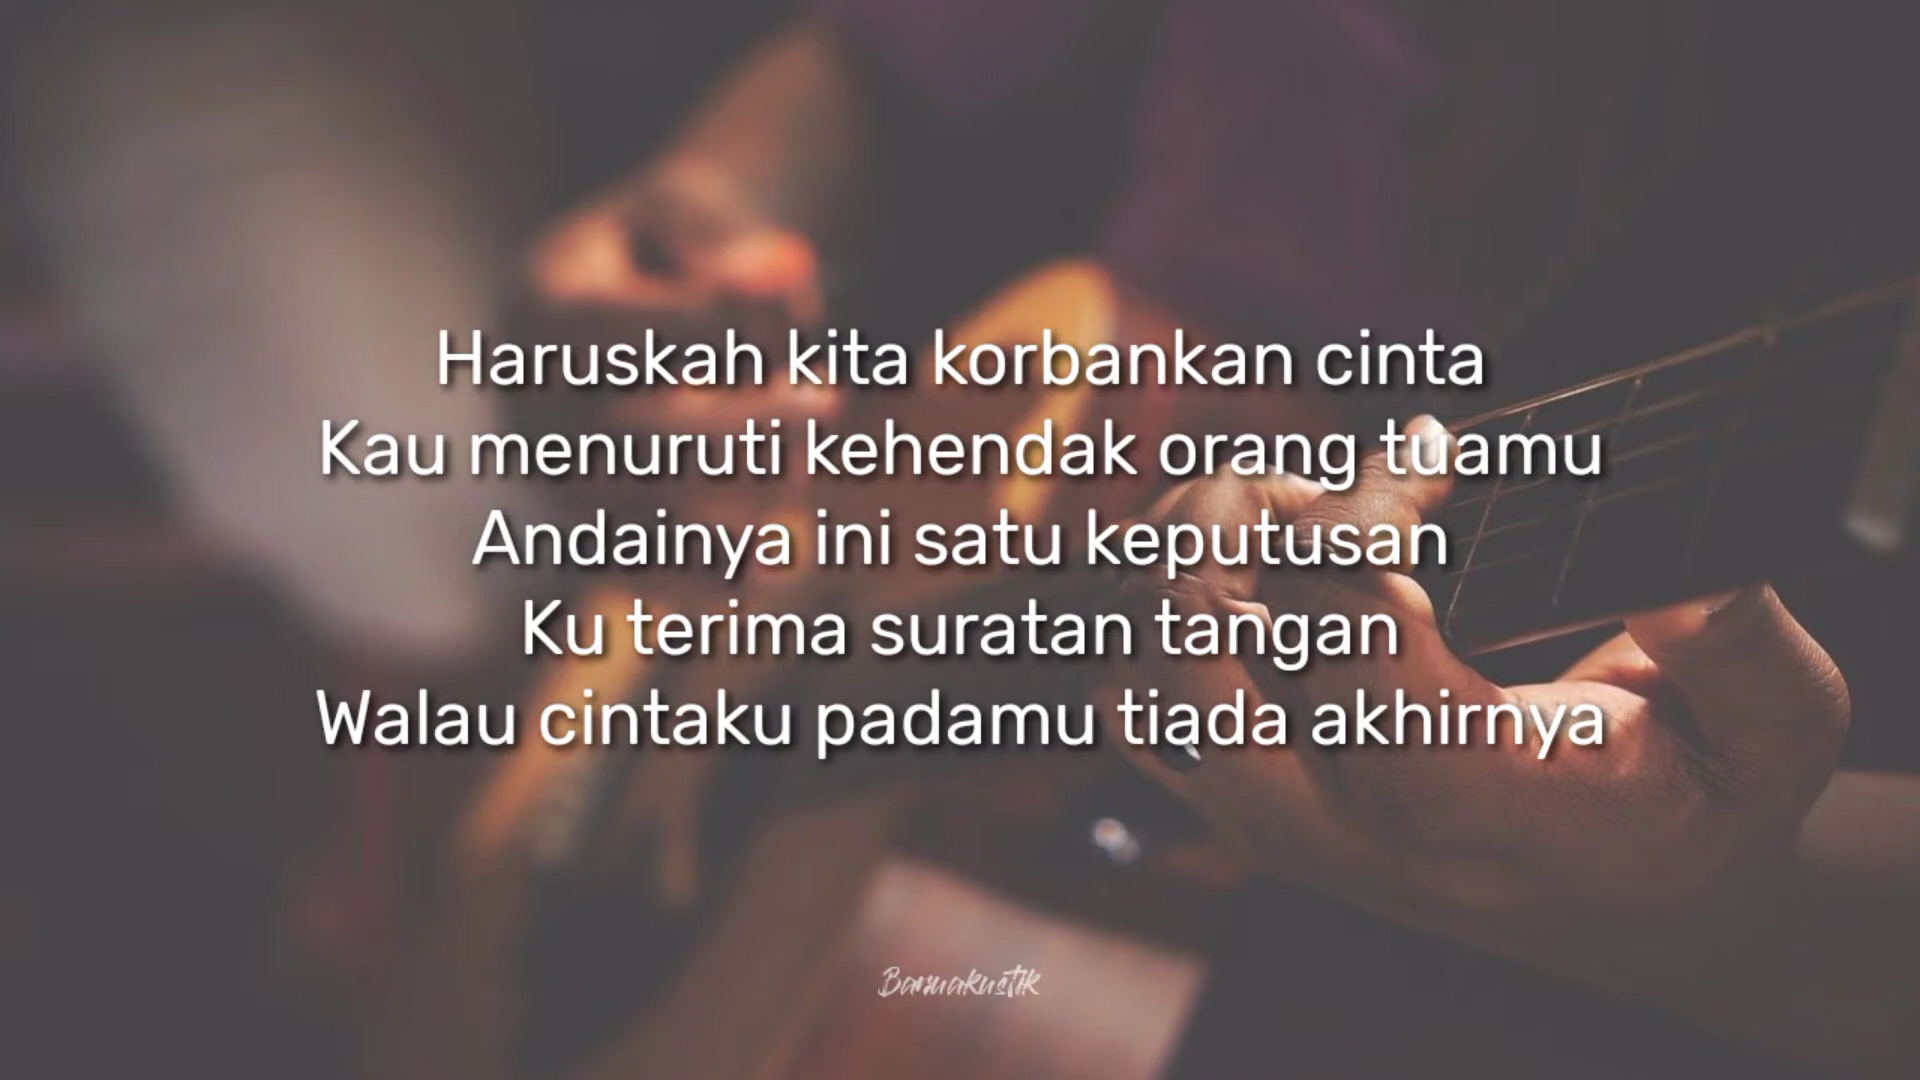 Haruskah kita korbankan cinta
Kau menuruti kehendak orang tuamu
Andainya ini satu keputusan
Ku terima suratan tangan
Walau cintaku padamu tiada akhirnya